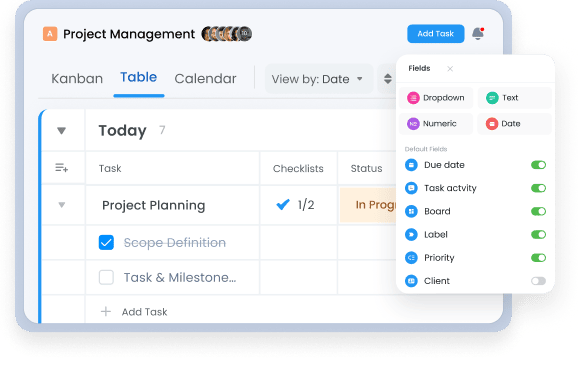 A Project Management
Add Task
Kanban Table Calendar
View by: Date
Today 7
Task Checklists Status
Project Planning 1/2 In Prog
Scope Definition
Task & Milestone...
+ Add Task
Fields ×
Dropdown Text
Numeric Date
Default Fields
Due date
Task actvity
Board
Label
Priority
Client